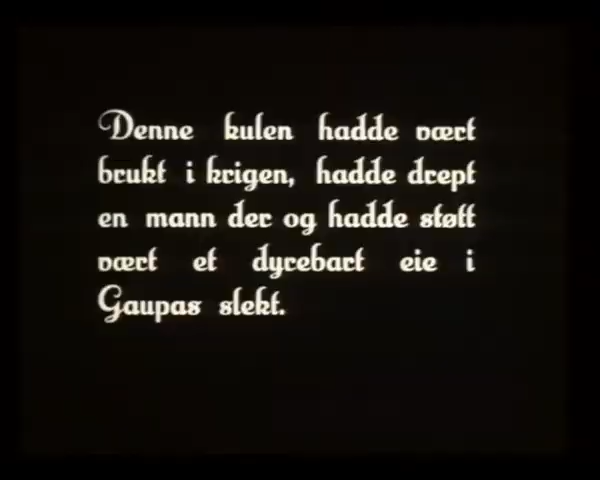 Denne kulen hadde vært
brukt i krigen, hadde drept
en mann der og hadde støtt
vært et dyrebart eie i
Gaupas slekt.